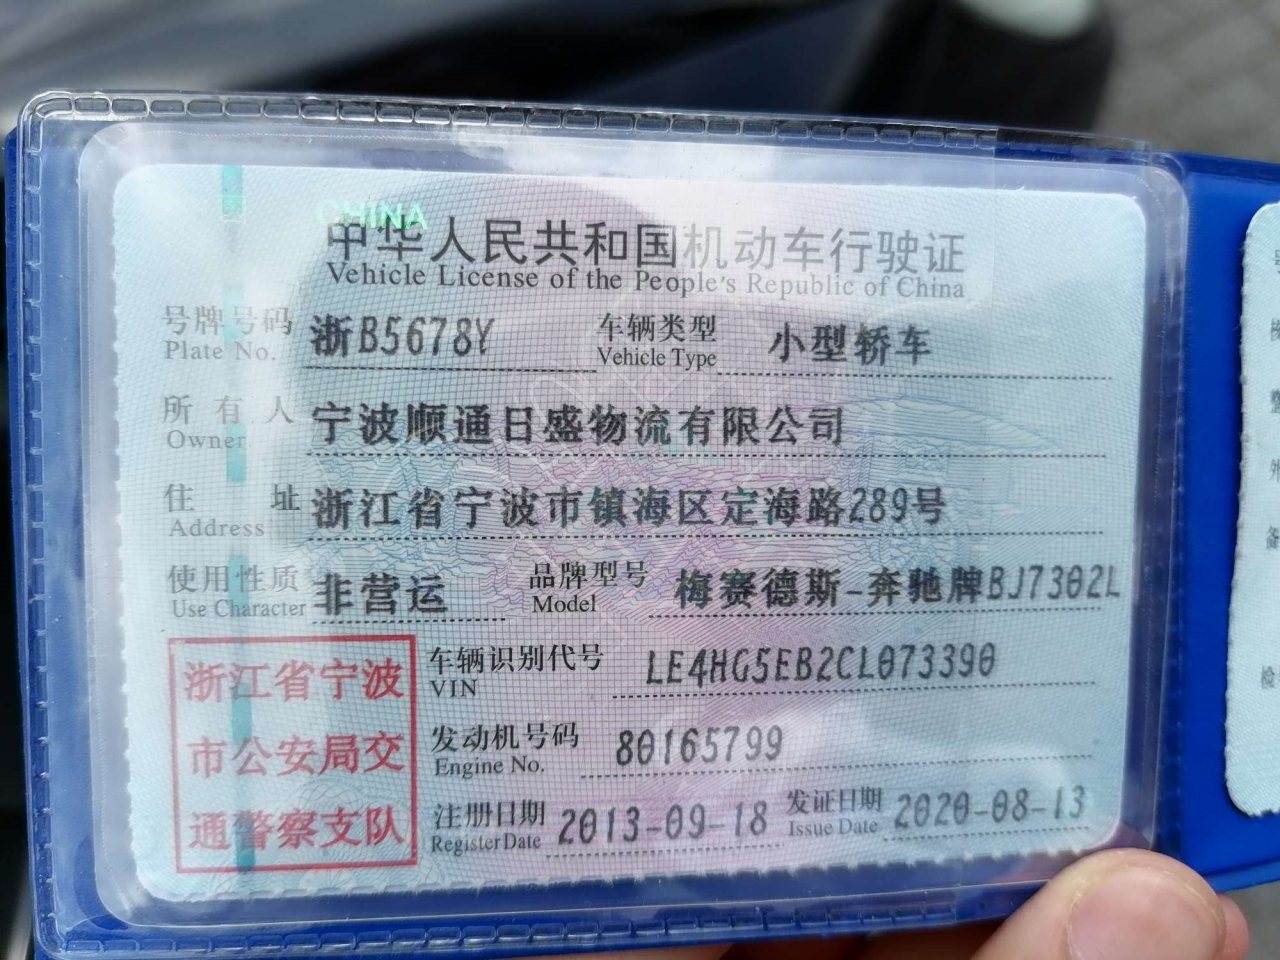 CHINA
中华人民共和国机动车行驶证
Vehicle License of the People's Republic of China
号牌号码 浙B5678Y 车辆类型 小型轿车
Plate No. Vehicle Type
所有人 宁波顺通日盛物流有限公司
Owner
住址 浙江省宁波市镇海区定海路289号
Address
使用性质 非营运 品牌型号 梅赛德斯-奔驰牌BJ7302L
Use Character Model
浙江省宁波
市公安局交
通警察支队
车辆识别代号 LE4HG5EB2CL073390
VIN
发动机号码 80165799
Engine No.
注册日期 2013-09-18 发证日期 2020-08-13
Register Date Issue Date